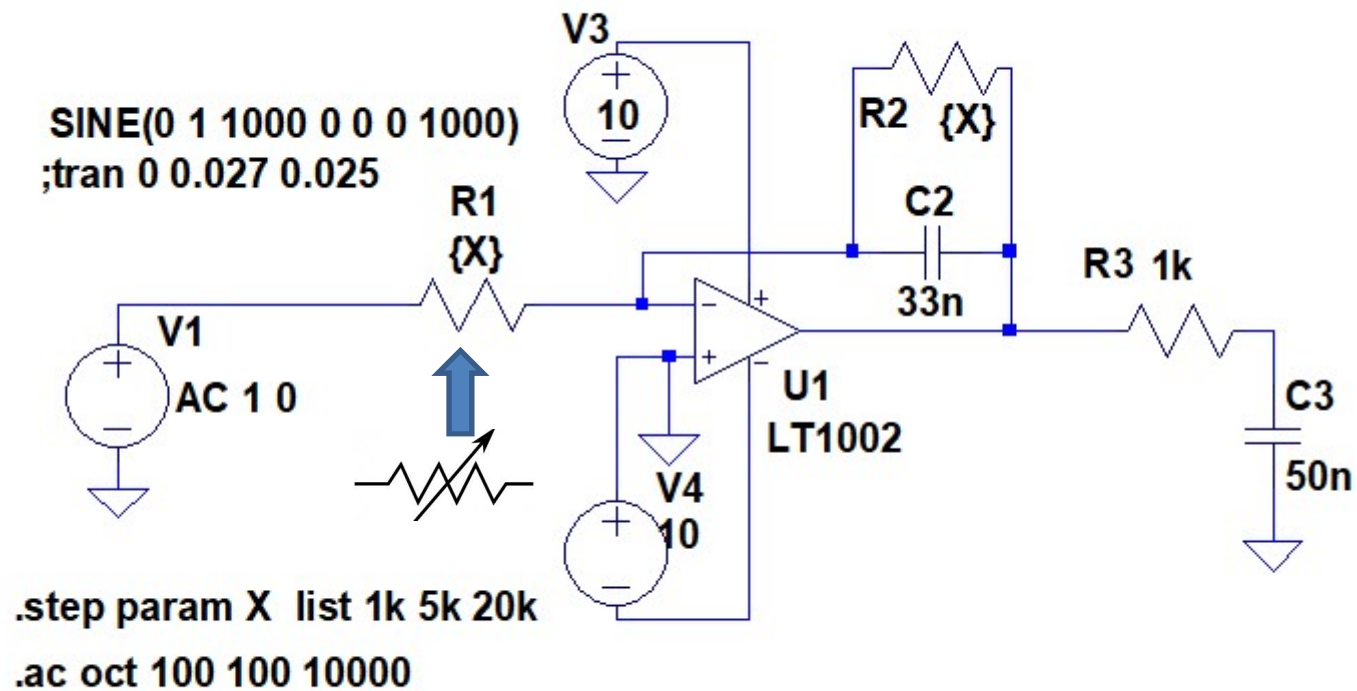 V3
10
SINE(0 1 1000 0 0 0 1000)
;tran 0 0.027 0.025
R1
{X}
R2 {X}
C2
33n
R3 1k
V1
AC 1 0
U1
LT1002
C3
50n
V4
10
.step param X list 1k 5k 20k
.ac oct 100 100 10000